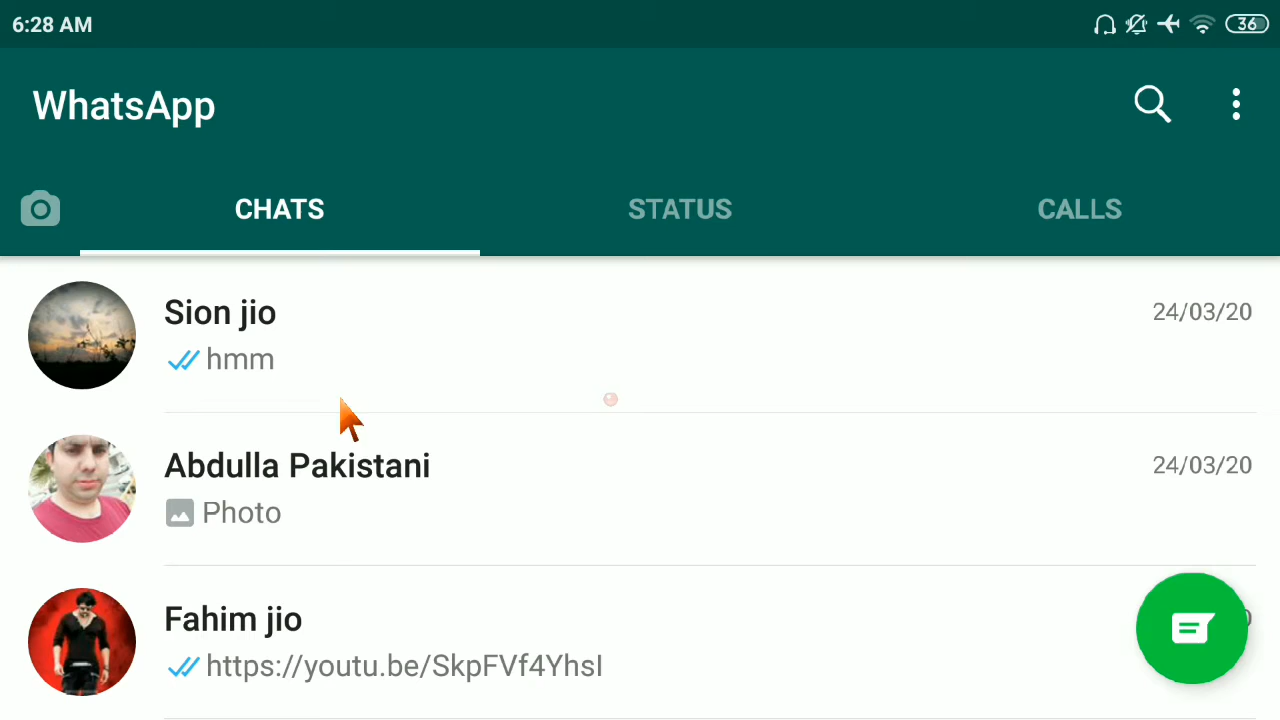 6:28 AM
36
WhatsApp
CHATS
STATUS
CALLS
Sion jio
24/03/20
hmm
Abdulla Pakistani
24/03/20
Photo
Fahim jio
https://youtu.be/SkpFVf4YhsI